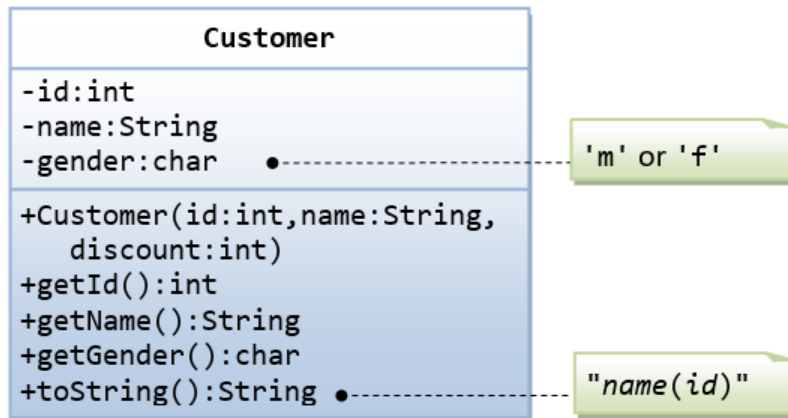 Customer
-id:int
-name:String
-gender:char
'm' or 'f'
+Customer(id:int,name:String,
discount:int)
+getId():int
+getName():String
+getGender():char
+toString():String
"name(id)"